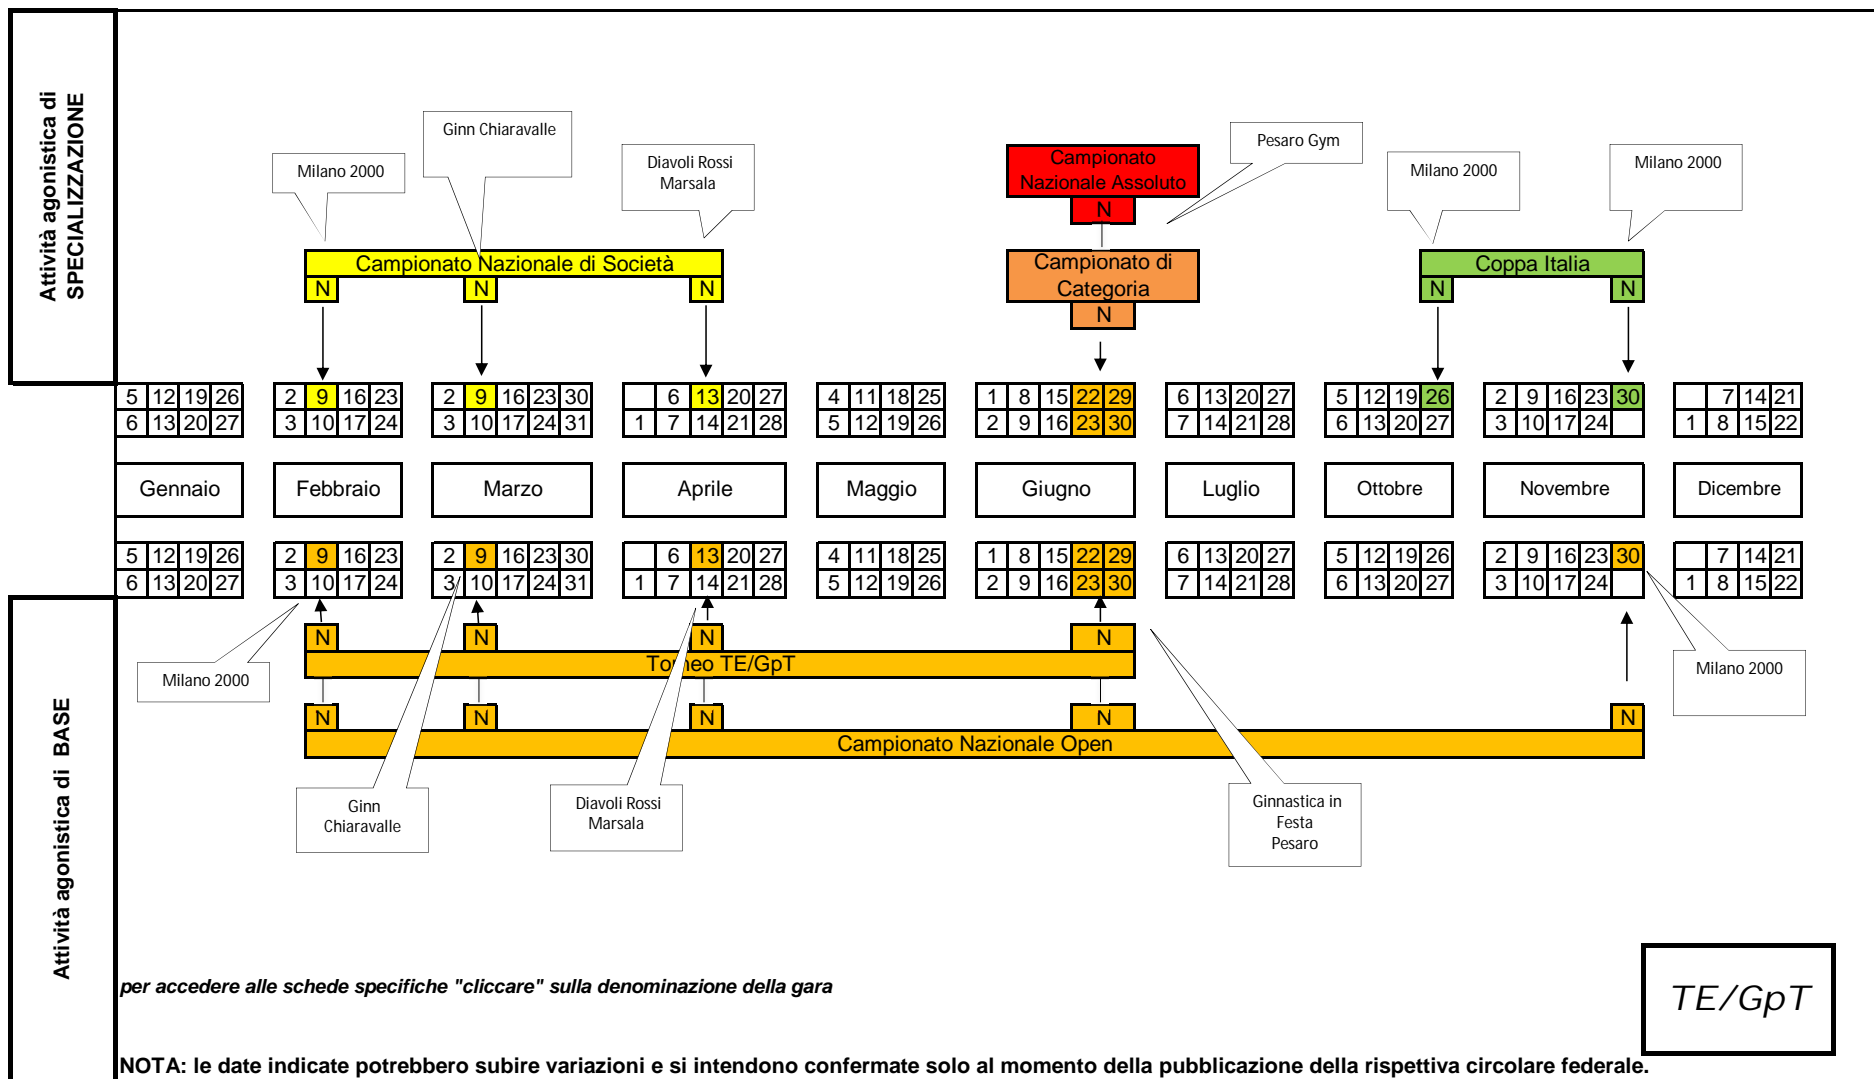 Attività agonistica di
SPECIALIZZAZIONE
Ginn Chiaravalle
Milano 2000
Diavoli Rossi
Marsala
Campionato
Nazionale Assoluto
N
Pesaro Gym
Milano 2000
Milano 2000
Campionato Nazionale di Società
N N N
Campionato di
Categoria
N
Coppa Italia
N N
5 12 19 26 2 9 16 23 2 9 16 23 30 6 13 20 27 4 11 18 25 1 8 15 22 29 6 13 20 27 5 12 19 26 2 9 16 23 30 7 14 21
6 13 20 27 3 10 17 24 3 10 17 24 31 1 7 14 21 28 5 12 19 26 2 9 16 23 30 7 14 21 28 6 13 20 27 3 10 17 24 1 8 15 22
Gennaio Febbraio Marzo Aprile Maggio Giugno Luglio Ottobre Novembre Dicembre
5 12 19 26 2 9 16 23 2 9 16 23 30 6 13 20 27 4 11 18 25 1 8 15 22 29 6 13 20 27 5 12 19 26 2 9 16 23 30 7 14 21
6 13 20 27 3 10 17 24 3 10 17 24 31 1 7 14 21 28 5 12 19 26 2 9 16 23 30 7 14 21 28 6 13 20 27 3 10 17 24 1 8 15 22
Attività agonistica di BASE
N N N N
Torneo TE/GpT
Milano 2000
Milano 2000
N N N N N
Campionato Nazionale Open
Ginn
Chiaravalle
Diavoli Rossi
Marsala
Ginnastica in
Festa
Pesaro
per accedere alle schede specifiche "cliccare" sulla denominazione della gara
TE/GpT
NOTA: le date indicate potrebbero subire variazioni e si intendono confermate solo al momento della pubblicazione della rispettiva circolare federale.